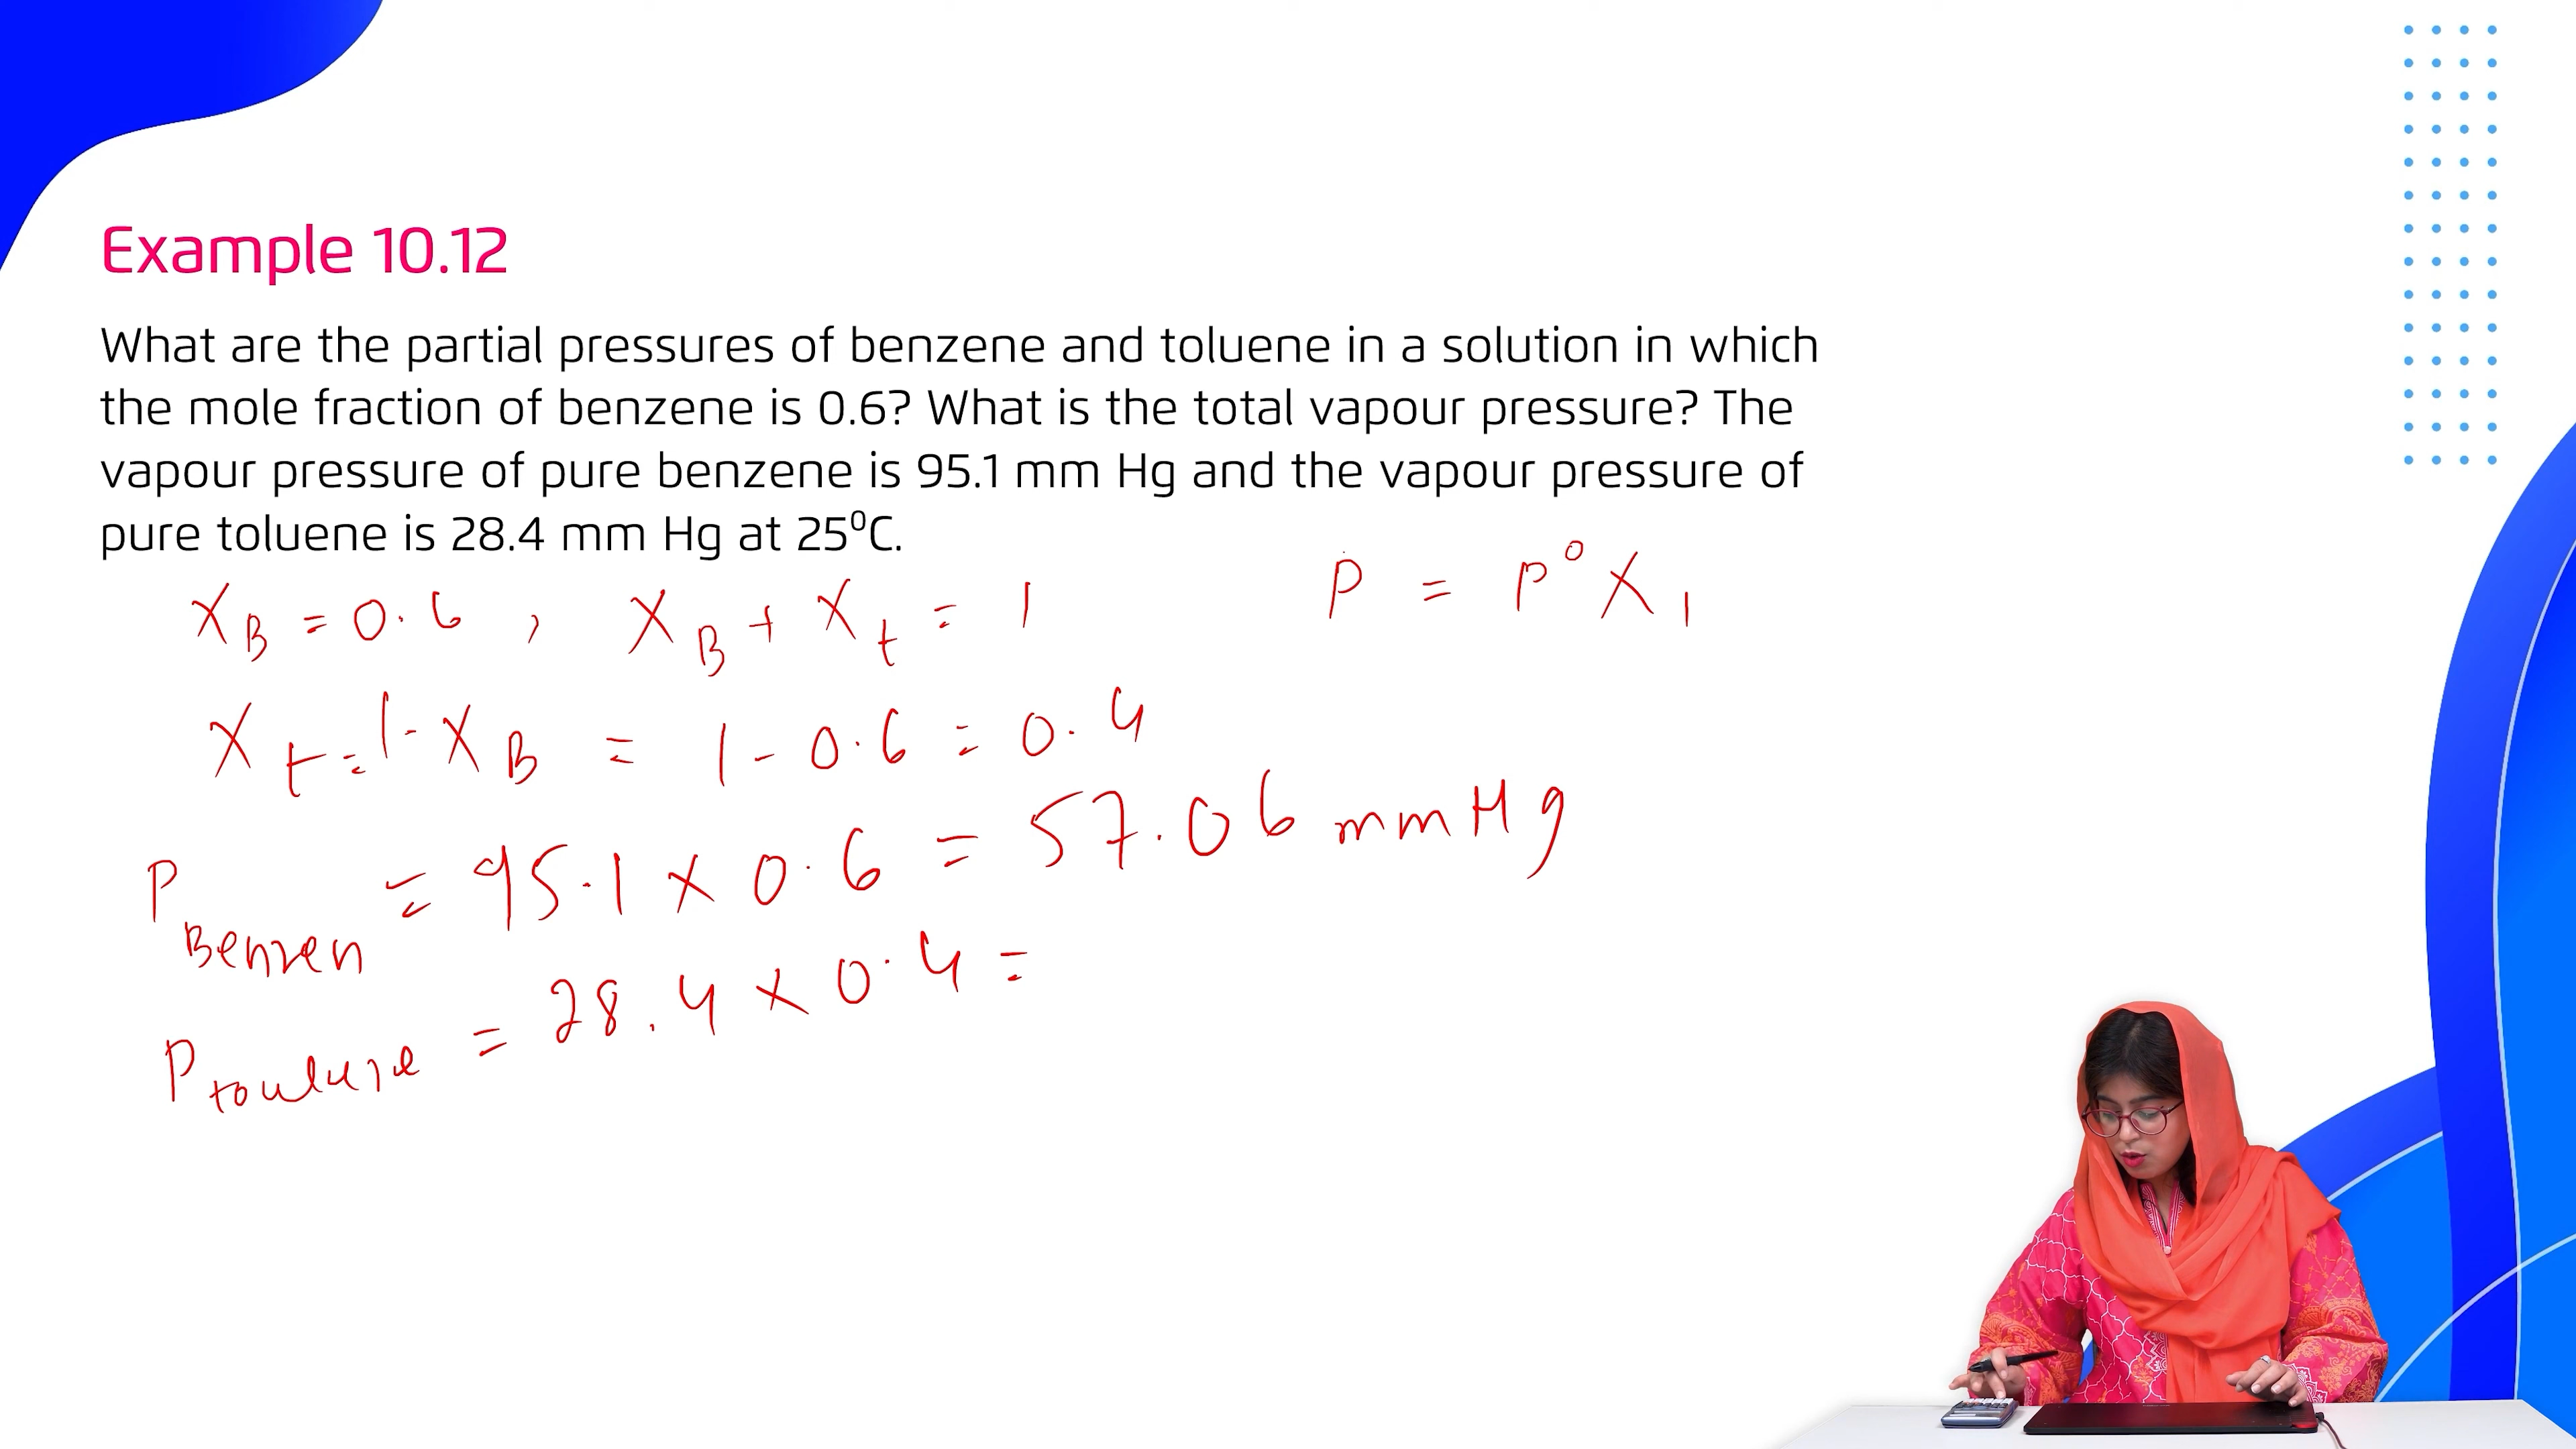 Example 10.12
What are the partial pressures of benzene and toluene in a solution in which
the mole fraction of benzene is 0.6? What is the total vapour pressure? The
vapour pressure of pure benzene is 95.1 mm Hg and the vapour pressure of
pure toluene is 28.4 mm Hg at 25⁰C.
X_B = 0.6 , X_B + X_t = 1
P = P° X_1
X_t = 1 - X_B = 1 - 0.6 = 0.4
P_Benzen = 95.1 × 0.6 = 57.06 mmHg
P_toulune = 28.4 × 0.4 =